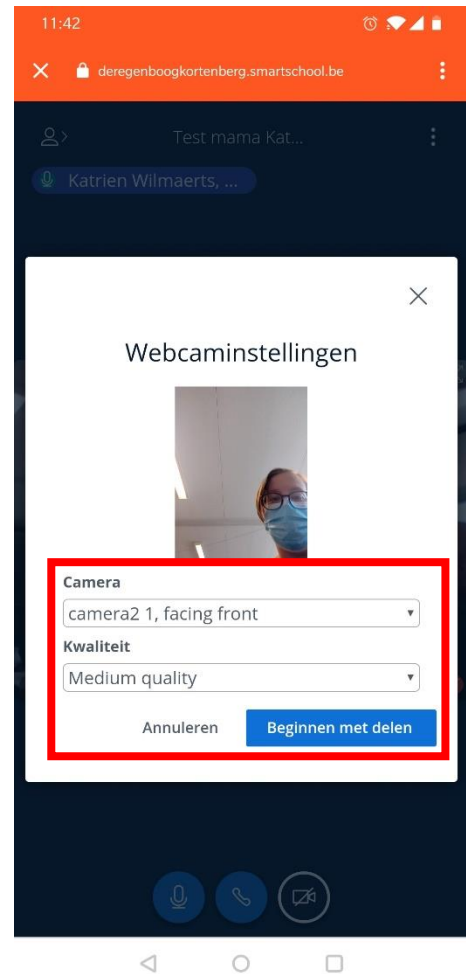 11:42
deregenboogkortenberg.smartschool.be
Test mama Kat...
Katrien Wilmaerts, ...
Webcaminstellingen
Camera
camera2 1, facing front
Kwaliteit
Medium quality
Annuleren Beginnen met delen